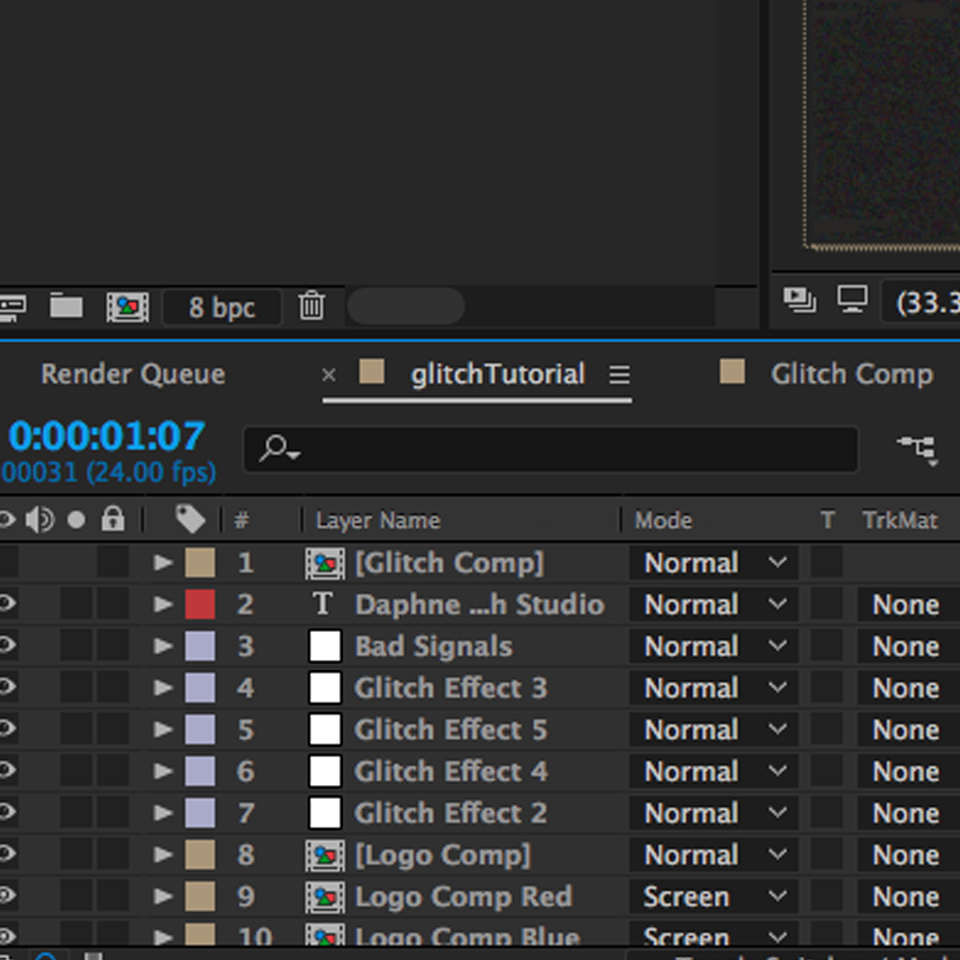 8 bpc
(33.3
Render Queue × glitchTutorial Glitch Comp
0:00:01:07
00031 (24.00 fps)
# Layer Name Mode T TrkMat
1 [Glitch Comp] Normal
2 T Daphne ...h Studio Normal None
3 Bad Signals Normal None
4 Glitch Effect 3 Normal None
5 Glitch Effect 5 Normal None
6 Glitch Effect 4 Normal None
7 Glitch Effect 2 Normal None
8 [Logo Comp] Normal None
9 Logo Comp Red Screen None
10 Logo Comp Blue Screen None